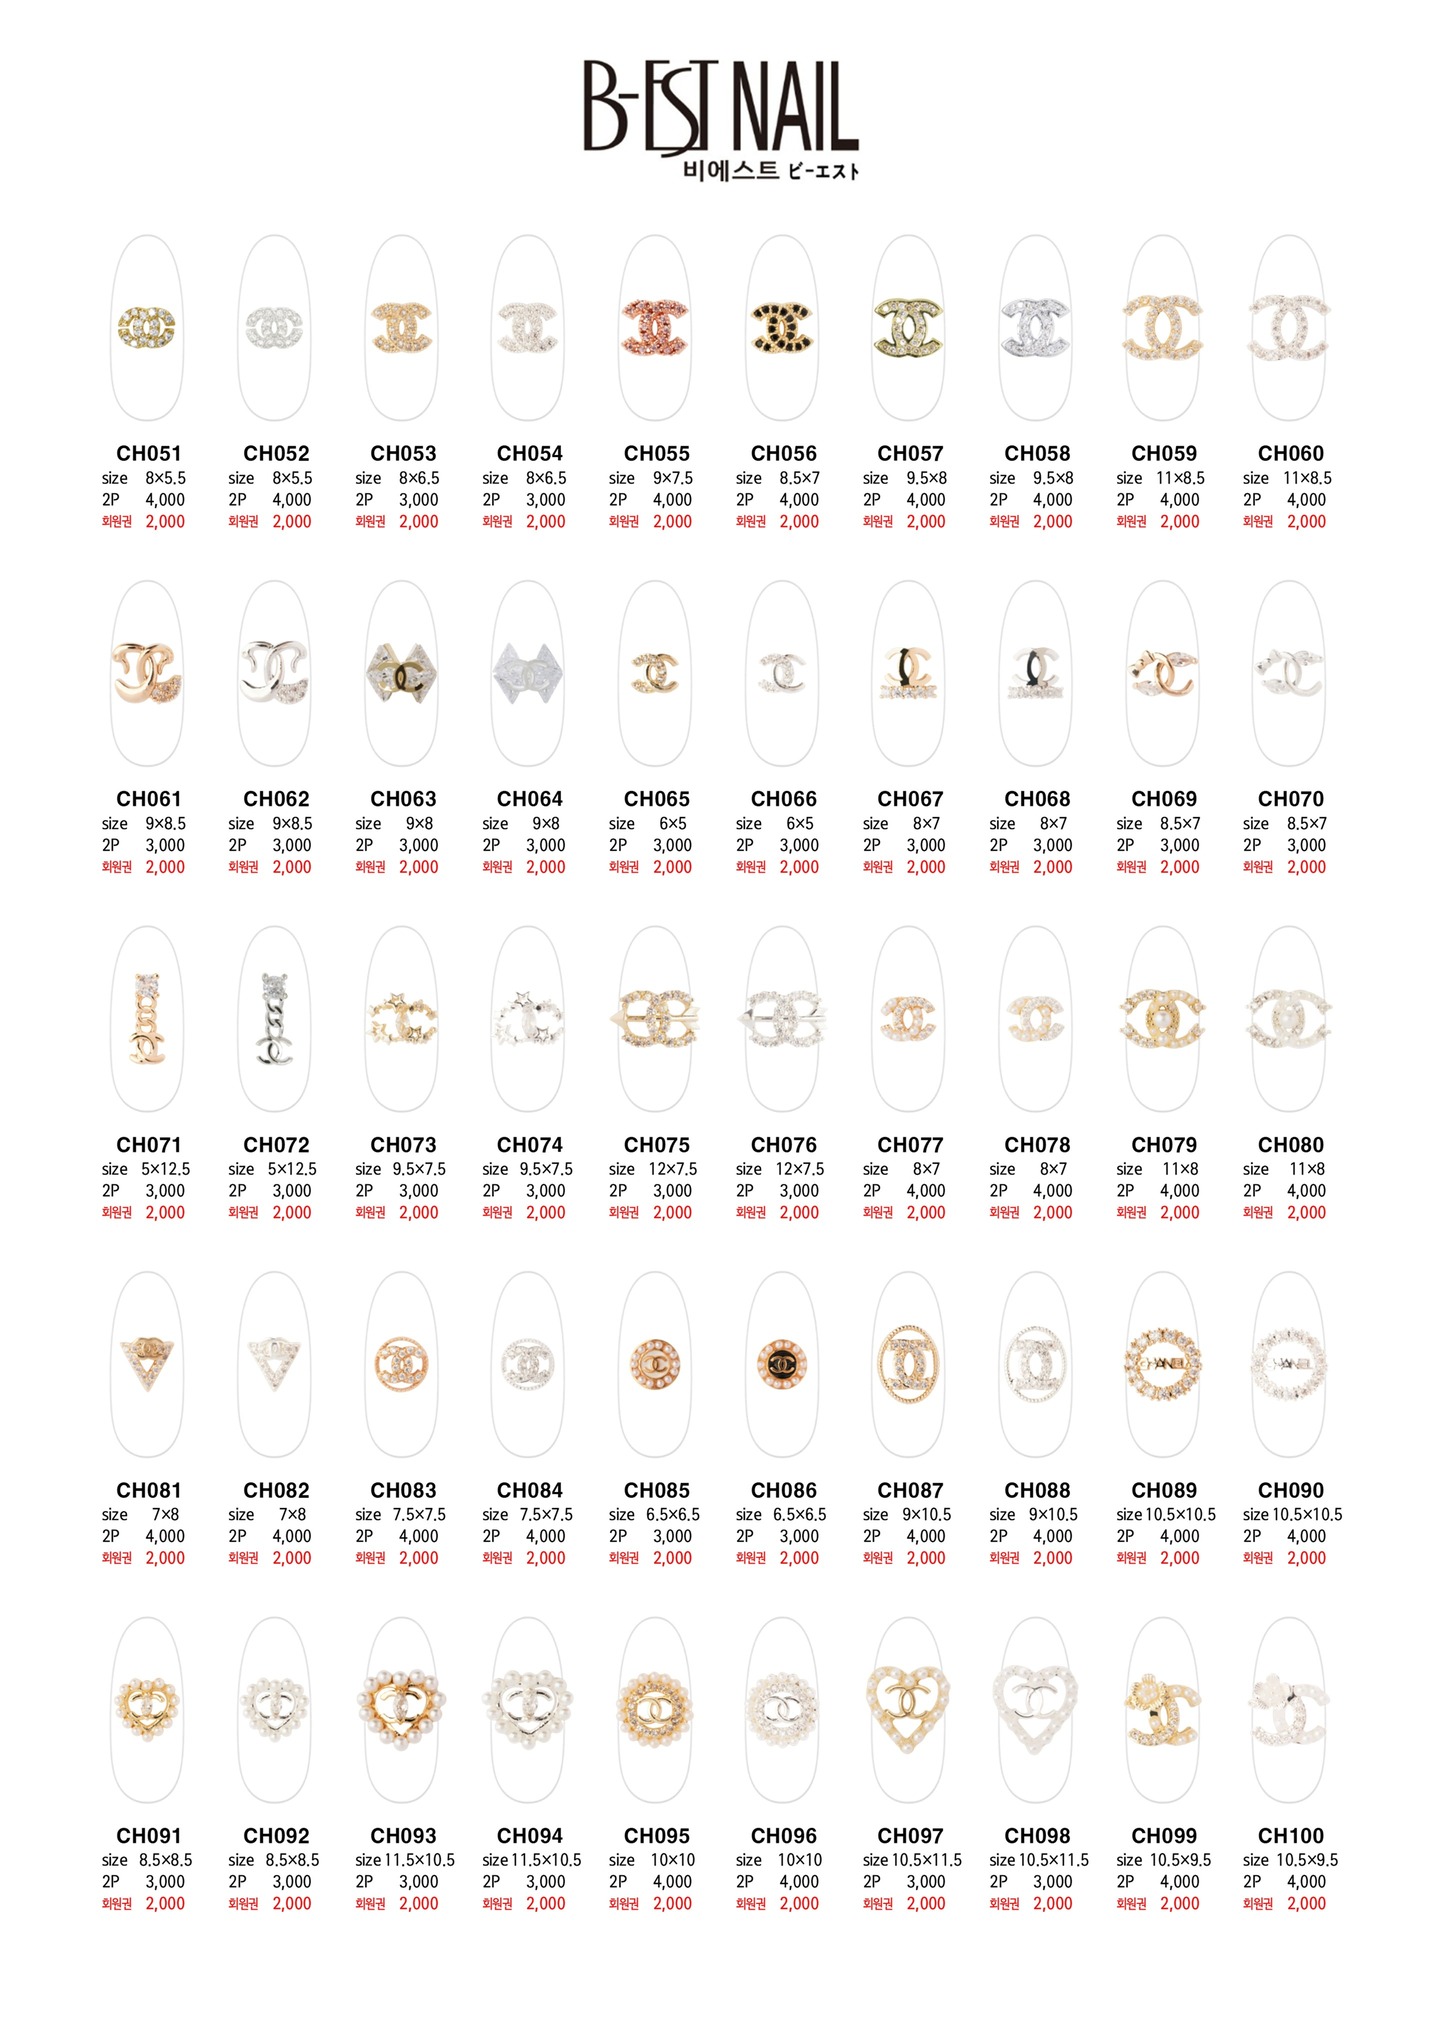 B-EST NAIL
비에스트 ビーエスト
CH051 CH052 CH053 CH054 CH055 CH056 CH057 CH058 CH059 CH060
size 8×5.5 size 8×5.5 size 8×6.5 size 8×6.5 size 9×7.5 size 8.5×7 size 9.5×8 size 9.5×8 size 11×8.5 size 11×8.5
2P 4,000 2P 4,000 2P 3,000 2P 3,000 2P 4,000 2P 4,000 2P 4,000 2P 4,000 2P 4,000 2P 4,000
회원권 2,000 회원권 2,000 회원권 2,000 회원권 2,000 회원권 2,000 회원권 2,000 회원권 2,000 회원권 2,000 회원권 2,000 회원권 2,000
CH061 CH062 CH063 CH064 CH065 CH066 CH067 CH068 CH069 CH070
size 9×8.5 size 9×8.5 size 9×8 size 9×8 size 6×5 size 6×5 size 8×7 size 8×7 size 8.5×7 size 8.5×7
2P 3,000 2P 3,000 2P 3,000 2P 3,000 2P 3,000 2P 3,000 2P 3,000 2P 3,000 2P 3,000 2P 3,000
회원권 2,000 회원권 2,000 회원권 2,000 회원권 2,000 회원권 2,000 회원권 2,000 회원권 2,000 회원권 2,000 회원권 2,000 회원권 2,000
CH071 CH072 CH073 CH074 CH075 CH076 CH077 CH078 CH079 CH080
size 5×12.5 size 5×12.5 size 9.5×7.5 size 9.5×7.5 size 12×7.5 size 12×7.5 size 8×7 size 8×7 size 11×8 size 11×8
2P 3,000 2P 3,000 2P 3,000 2P 3,000 2P 3,000 2P 3,000 2P 4,000 2P 4,000 2P 4,000 2P 4,000
회원권 2,000 회원권 2,000 회원권 2,000 회원권 2,000 회원권 2,000 회원권 2,000 회원권 2,000 회원권 2,000 회원권 2,000 회원권 2,000
CHANEL CHANEL
CH081 CH082 CH083 CH084 CH085 CH086 CH087 CH088 CH089 CH090
size 7×8 size 7×8 size 7.5×7.5 size 7.5×7.5 size 6.5×6.5 size 6.5×6.5 size 9×10.5 size 9×10.5 size 10.5×10.5 size 10.5×10.5
2P 4,000 2P 4,000 2P 4,000 2P 4,000 2P 3,000 2P 3,000 2P 4,000 2P 4,000 2P 4,000 2P 4,000
회원권 2,000 회원권 2,000 회원권 2,000 회원권 2,000 회원권 2,000 회원권 2,000 회원권 2,000 회원권 2,000 회원권 2,000 회원권 2,000
CH091 CH092 CH093 CH094 CH095 CH096 CH097 CH098 CH099 CH100
size 8.5×8.5 size 8.5×8.5 size 11.5×10.5 size 11.5×10.5 size 10×10 size 10×10 size 10.5×11.5 size 10.5×11.5 size 10.5×9.5 size 10.5×9.5
2P 3,000 2P 3,000 2P 3,000 2P 3,000 2P 4,000 2P 4,000 2P 3,000 2P 3,000 2P 4,000 2P 4,000
회원권 2,000 회원권 2,000 회원권 2,000 회원권 2,000 회원권 2,000 회원권 2,000 회원권 2,000 회원권 2,000 회원권 2,000 회원권 2,000